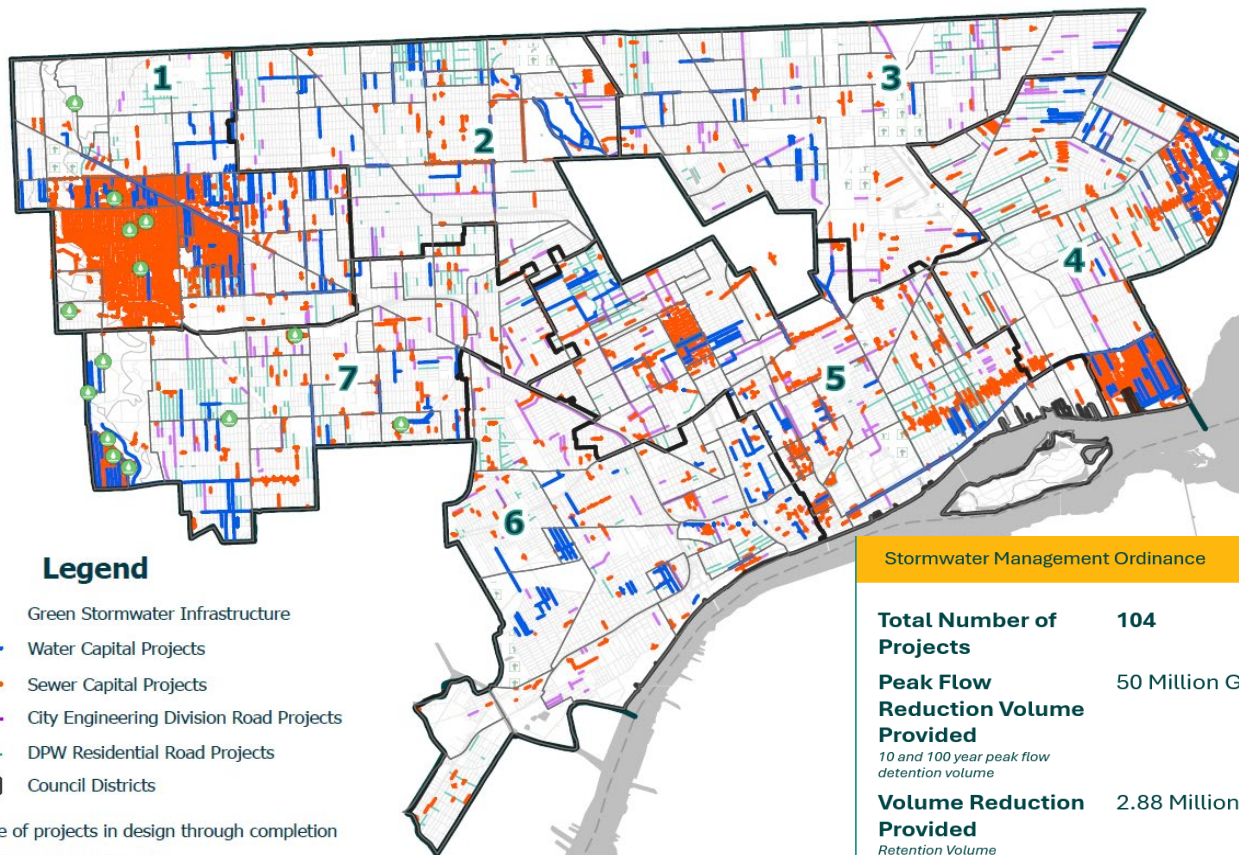 1
2
3
4
5
6
7
Legend
Green Stormwater Infrastructure
Water Capital Projects
Sewer Capital Projects
City Engineering Division Road Projects
DPW Residential Road Projects
Council Districts
of projects in design through completion
Stormwater Management Ordinance
Total Number of 104
Projects
Peak Flow 50 Million G
Reduction Volume
Provided
10 and 100 year peak flow
detention volume
Volume Reduction 2.88 Million
Provided
Retention Volume